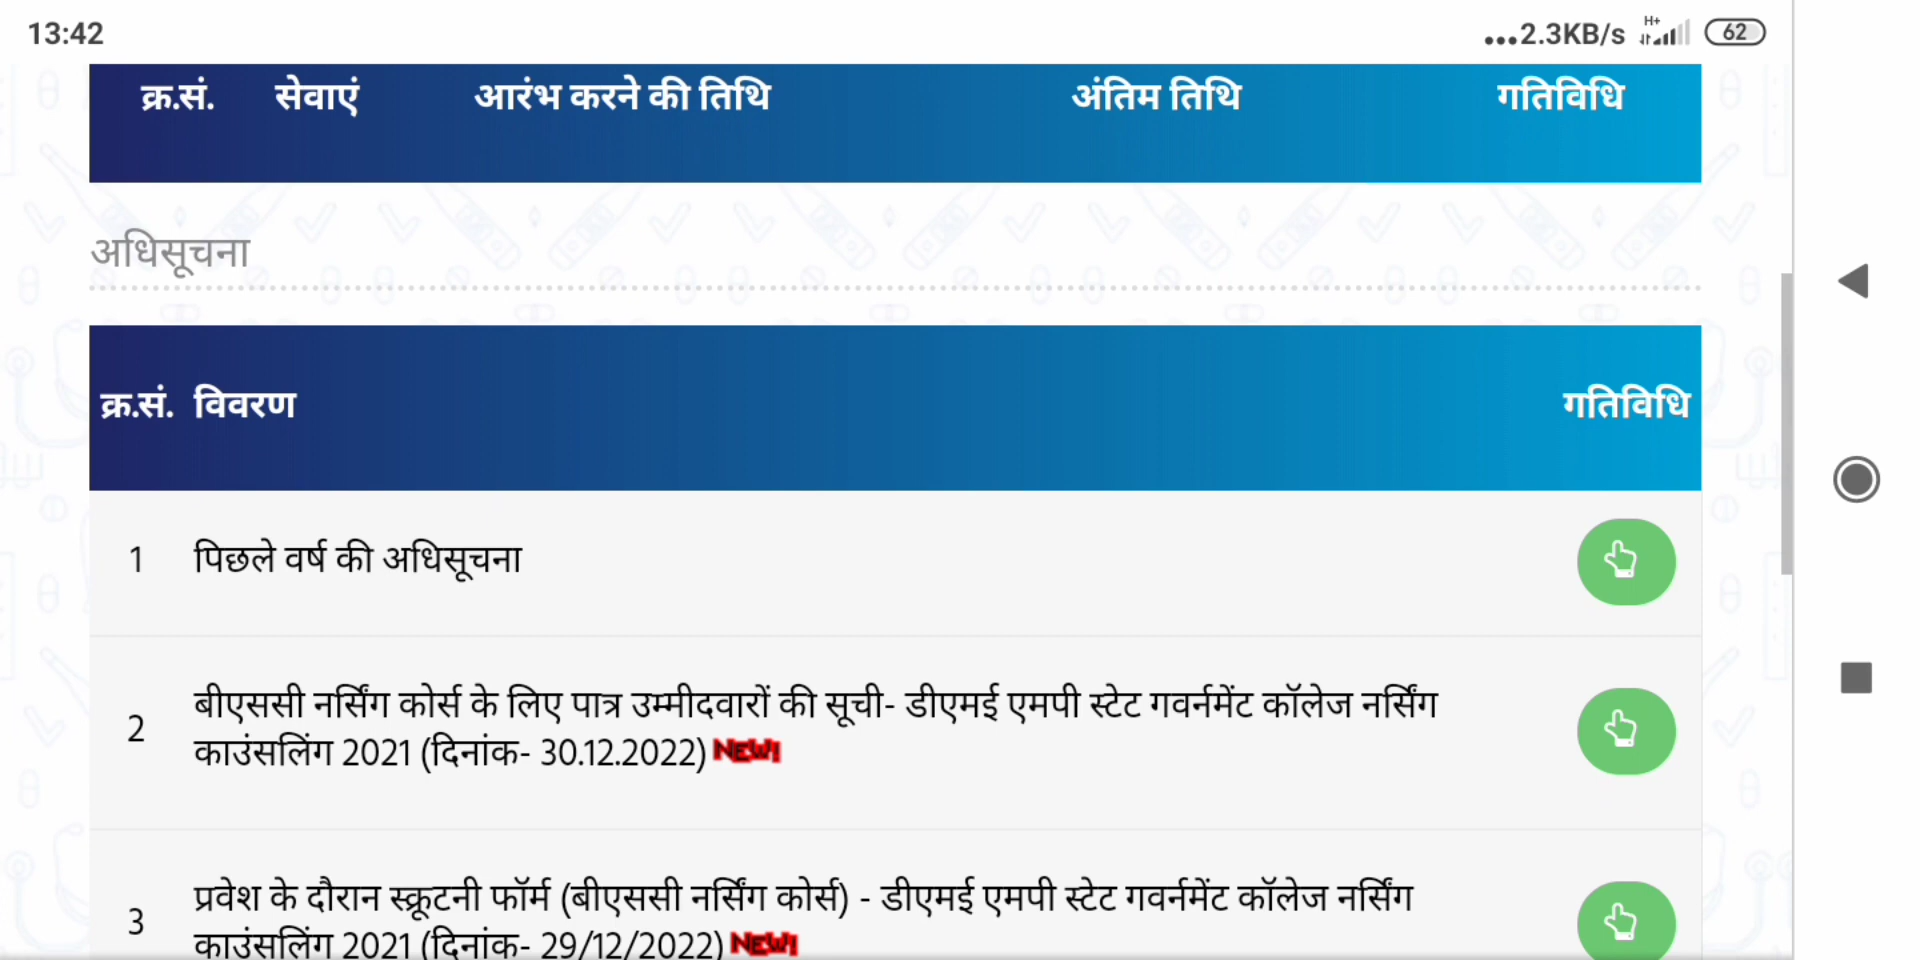 13:42
...2.3KB/s H+ 62
क्र.सं. सेवाएं आरंभ करने की तिथि अंतिम तिथि गतिविधि
अधिसूचना
क्र.सं. विवरण गतिविधि
1 पिछले वर्ष की अधिसूचना
2 बीएससी नर्सिंग कोर्स के लिए पात्र उम्मीदवारों की सूची- डीएमई एमपी स्टेट गवर्नमेंट कॉलेज नर्सिंग
काउंसलिंग 2021 (दिनांक- 30.12.2022) NEW!
3 प्रवेश के दौरान स्क्रूटनी फॉर्म (बीएससी नर्सिंग कोर्स) - डीएमई एमपी स्टेट गवर्नमेंट कॉलेज नर्सिंग
काउंसलिंग 2021 (दिनांक- 29/12/2022) NEW!